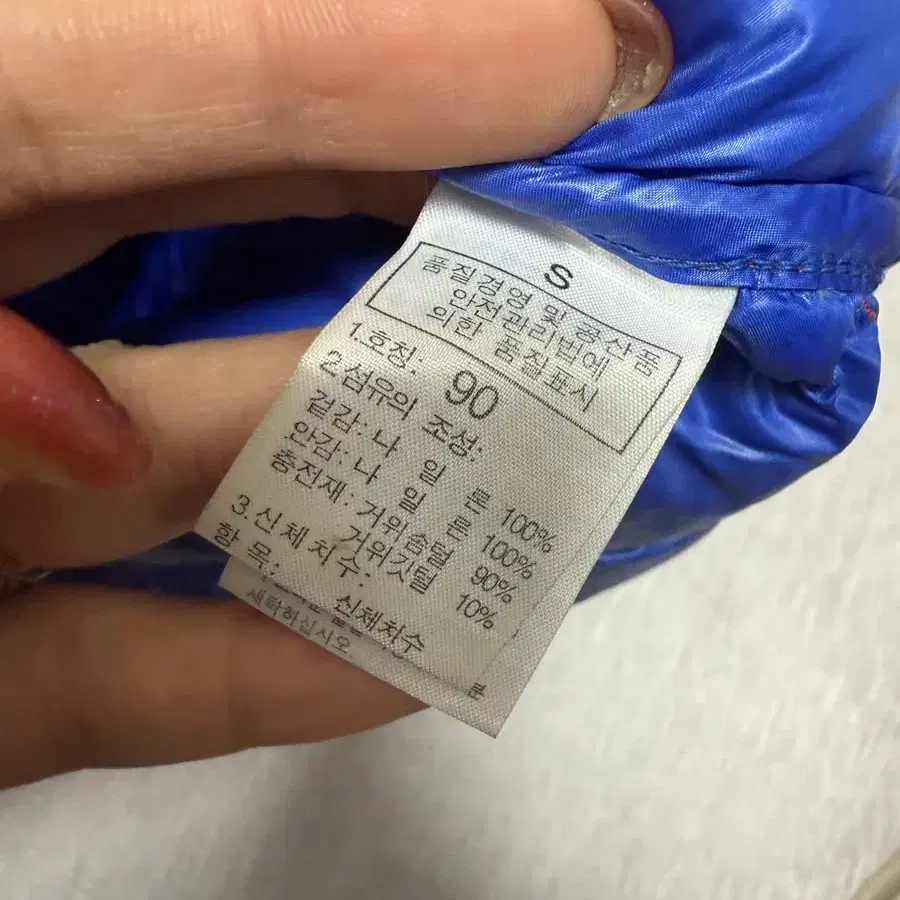 S
품질경영및 공산품
안전관리법에
의한 품질표시
1.호칭: 90
2.섬유의 조성:
겉감: 나 일 론 100%
안감: 나 일 론 100%
충전재: 거위솜털 90%
거위깃털 10%
3.신체치수:
항 목: 신체치수
세탁하십시오.
론